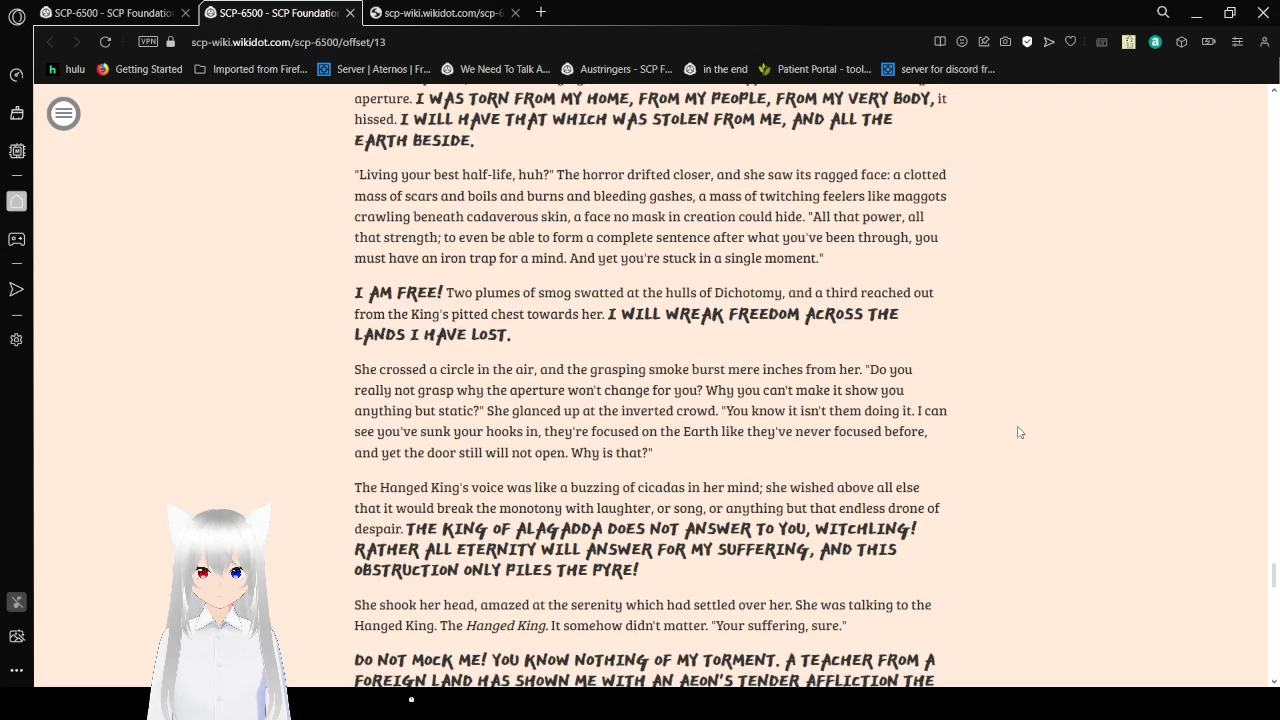 SCP-6500 - SCP Foundation
SCP-6500 - SCP Foundation
scp-wiki.wikidot.com/scp-6
VPN
scp-wiki.wikidot.com/scp-6500/offset/13
hulu
Getting Started
Imported from Firef...
Server | Aternos | Fr...
We Need To Talk A...
Austringers - SCP F...
in the end
Patient Portal - tool...
server for discord fr...
aperture. I WAS TORN FROM MY HOME, FROM MY PEOPLE, FROM MY VERY BODY, it
hissed. I WILL HAVE THAT WHICH WAS STOLEN FROM ME, AND ALL THE
EARTH BESIDE.
"Living your best half-life, huh?" The horror drifted closer, and she saw its ragged face: a clotted
mass of scars and boils and burns and bleeding gashes, a mass of twitching feelers like maggots
crawling beneath cadaverous skin, a face no mask in creation could hide. "All that power, all
that strength; to even be able to form a complete sentence after what you've been through, you
must have an iron trap for a mind. And yet you're stuck in a single moment."
I AM FREE! Two plumes of smog swatted at the hulls of Dichotomy, and a third reached out
from the King's pitted chest towards her. I WILL WREAK FREEDOM ACROSS THE
LANDS I HAVE LOST.
She crossed a circle in the air, and the grasping smoke burst mere inches from her. "Do you
really not grasp why the aperture won't change for you? Why you can't make it show you
anything but static?" She glanced up at the inverted crowd. "You know it isn't them doing it. I can
see you've sunk your hooks in, they're focused on the Earth like they've never focused before,
and yet the door still will not open. Why is that?"
The Hanged King's voice was like a buzzing of cicadas in her mind; she wished above all else
that it would break the monotony with laughter, or song, or anything but that endless drone of
despair. THE KING OF ALAGADDA DOES NOT ANSWER TO YOU, WITCHLING!
RATHER ALL ETERNITY WILL ANSWER FOR MY SUFFERING, AND THIS
OBSTRUCTION ONLY PILES THE PYRE!
She shook her head, amazed at the serenity which had settled over her. She was talking to the
Hanged King. The Hanged King. It somehow didn't matter. "Your suffering, sure."
DO NOT MOCK ME! YOU KNOW NOTHING OF MY TORMENT. A TEACHER FROM A
FOREIGN LAND HAS SHOWN ME WITH AN AEON'S TENDER AFFLICTION THE